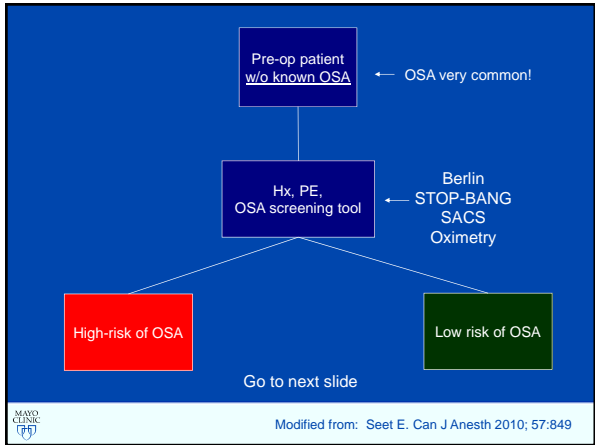 Pre-op patient
w/o known OSA
OSA very common!
Hx, PE,
OSA screening tool
Berlin
STOP-BANG
SACS
Oximetry
High-risk of OSA
Low risk of OSA
Go to next slide
MAYO
CLINIC
Modified from: Seet E. Can J Anesth 2010; 57:849